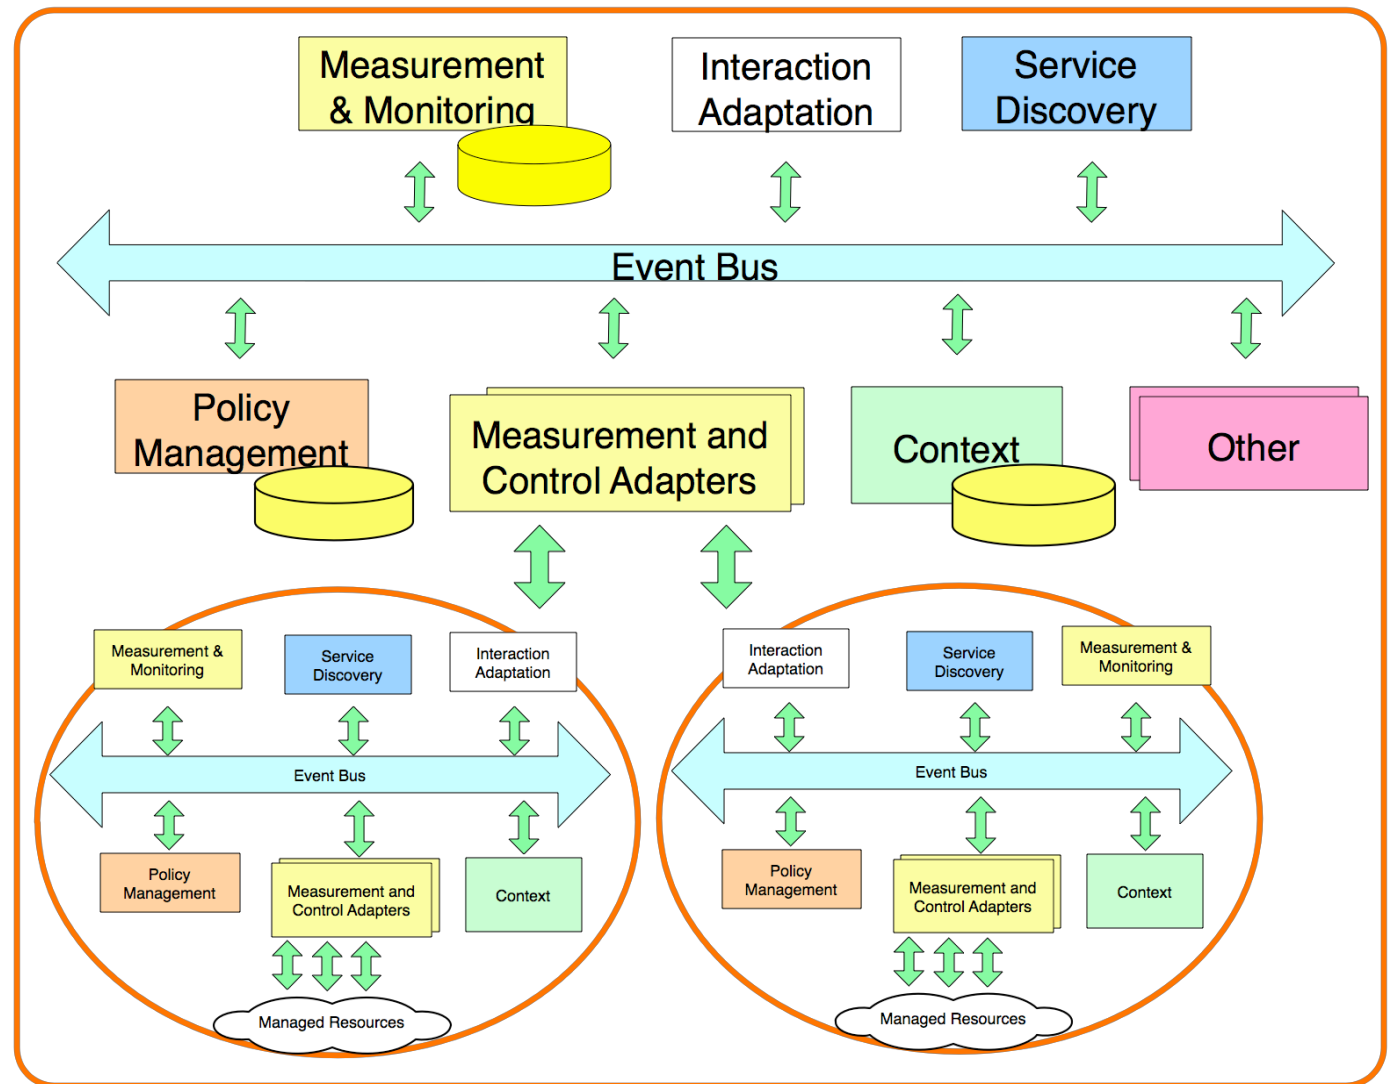 Measurement
& Monitoring
Interaction
Adaptation
Service
Discovery
Event Bus
Policy
Management
Measurement and
Control Adapters
Context
Other
Measurement &
Monitoring
Service
Discovery
Interaction
Adaptation
Event Bus
Policy
Management
Measurement and
Control Adapters
Context
Managed Resources
Interaction
Adaptation
Service
Discovery
Measurement &
Monitoring
Event Bus
Policy
Management
Measurement and
Control Adapters
Context
Managed Resources